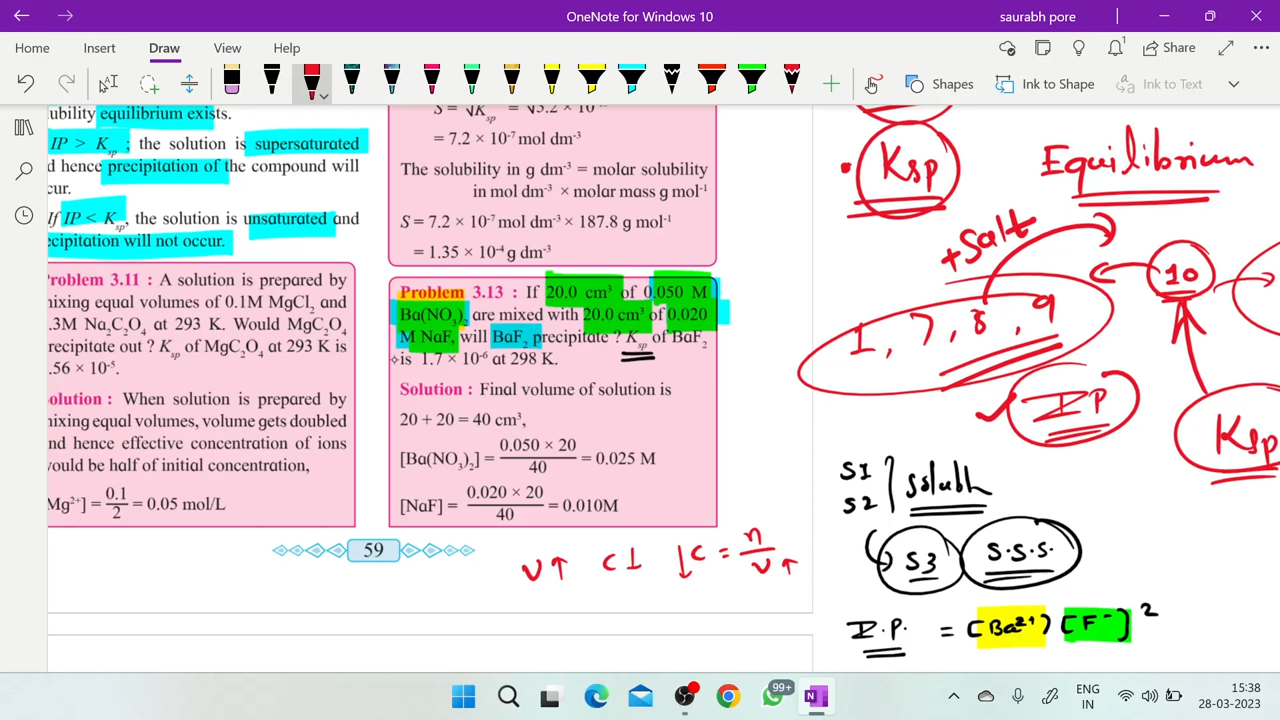 OneNote for Windows 10
saurabh pore
Home Insert Draw View Help
Share
Shapes
Ink to Shape
Ink to Text
ubility equilibrium exists.
IP > Ksp; the solution is supersaturated
d hence precipitation of the compound will
cur.
If IP < Ksp, the solution is unsaturated and
ecipitation will not occur.
Problem 3.11 : A solution is prepared by
nixing equal volumes of 0.1M MgCl2 and
.3M Na2C2O4 at 293 K. Would MgC2O4
recipitate out ? Ksp of MgC2O4 at 293 K is
.56 × 10-5.
olution : When solution is prepared by
nixing equal volumes, volume gets doubled
nd hence effective concentration of ions
vould be half of initial concentration,
Mg2+] = 0.1/2 = 0.05 mol/L
S = √Ksp = √5.2 × 10
= 7.2 × 10-7 mol dm-3
The solubility in g dm-3 = molar solubility
in mol dm-3 × molar mass g mol-1
S = 7.2 × 10-7 mol dm-3 × 187.8 g mol-1
= 1.35 × 10-4 g dm-3
Problem 3.13 : If 20.0 cm3 of 0.050 M
Ba(NO3)2 are mixed with 20.0 cm3 of 0.020
M NaF, will BaF2 precipitate ? Ksp of BaF2
is 1.7 × 10-6 at 298 K.
Solution : Final volume of solution is
20 + 20 = 40 cm3,
[Ba(NO3)2] = 0.050 × 20/40 = 0.025 M
[NaF] = 0.020 × 20/40 = 0.010M
59
V↑ C↓ ↓C = n/V↑
Ksp
Equilibrium
+Salt
10
1, 7, 8, 9
IP
Ksp
S1
S2
S3
S.S.S.
I.P. = [Ba2+] [F-]2
99+
ENG
IN
15:38
28-03-2023